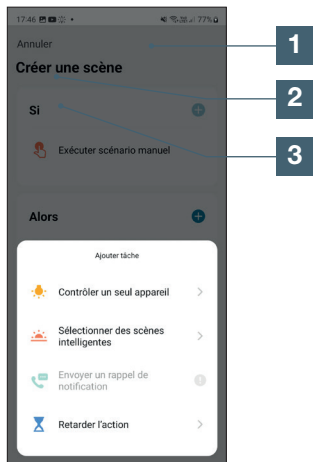 17:46 77%
Annuler
1
Créer une scène
2
Si
3
Exécuter scénario manuel
Alors
Ajouter tâche
Contrôler un seul appareil
Sélectionner des scènes
intelligentes
Envoyer un rappel de
notification
Retarder l'action